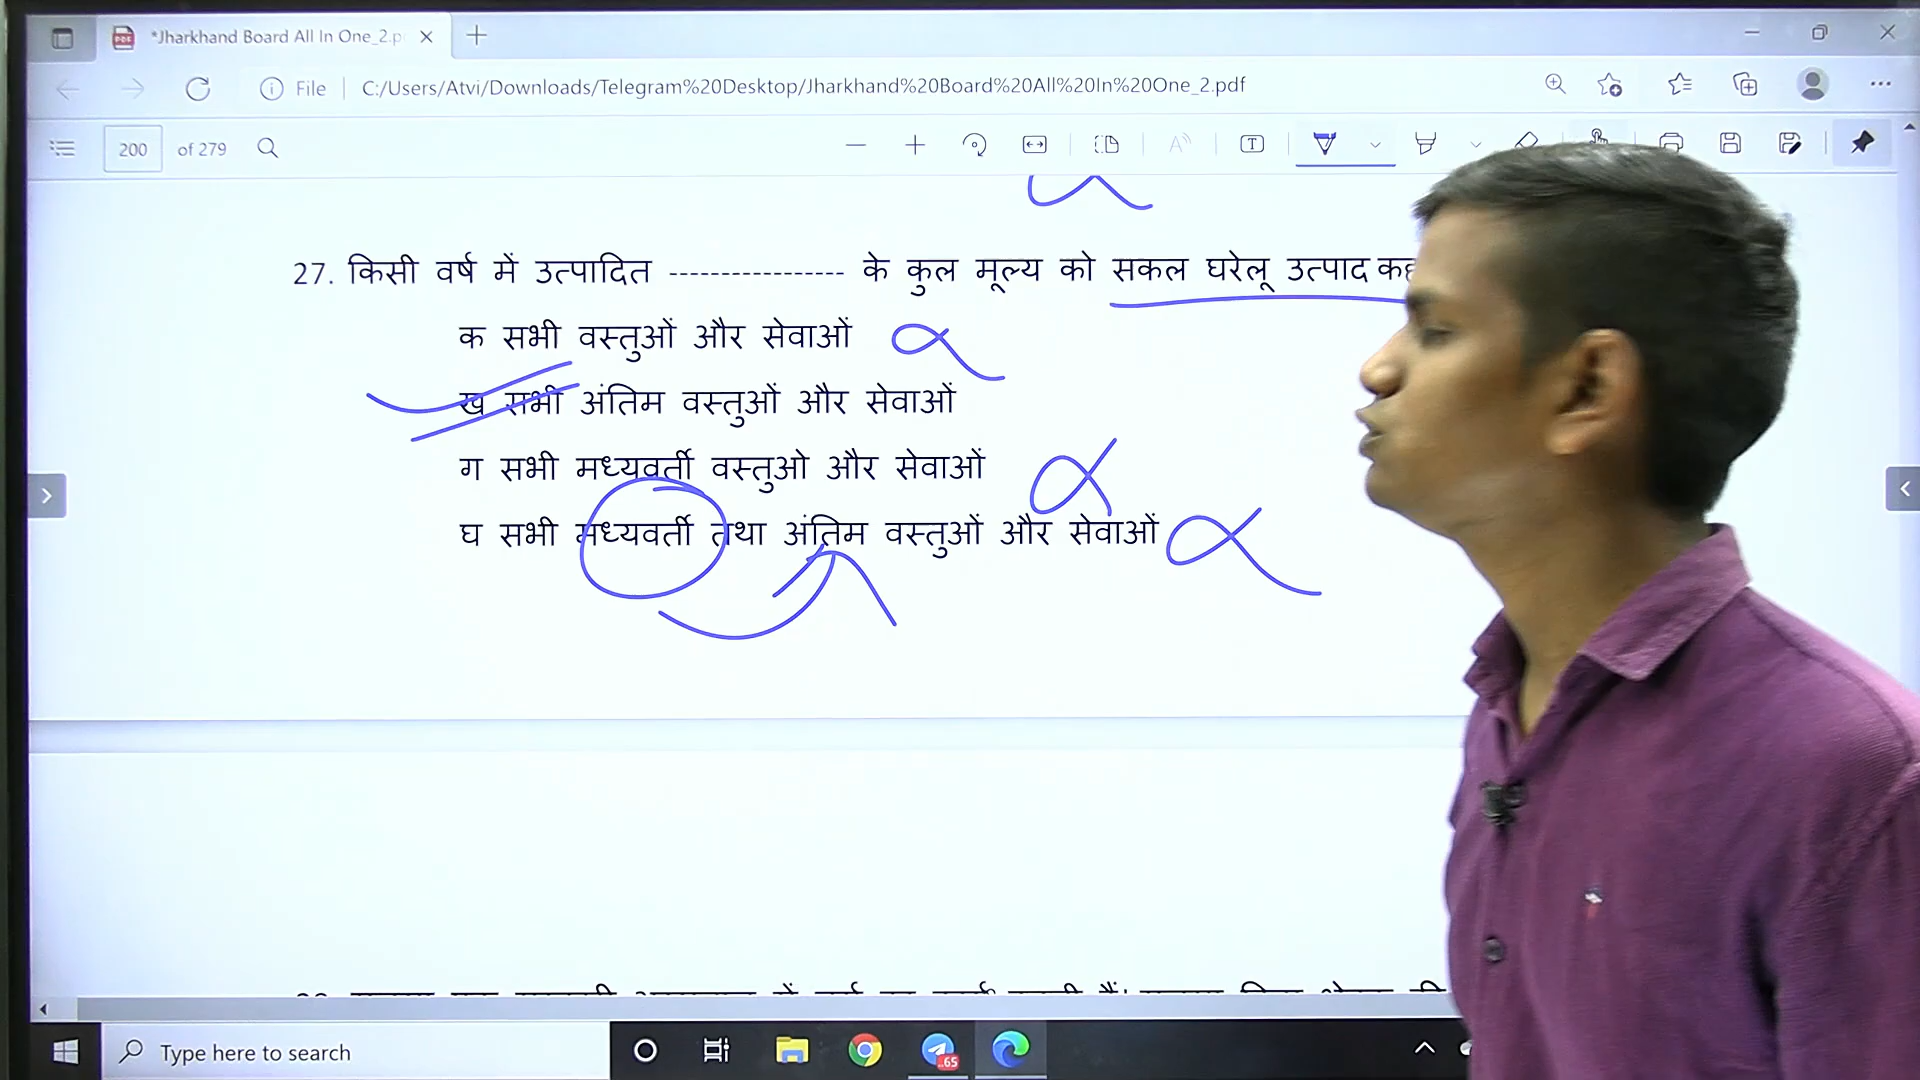 *Jharkhand Board All In One_2.p
File C:/Users/Atvi/Downloads/Telegram%20Desktop/Jharkhand%20Board%20All%20In%20One_2.pdf
200 of 279
27. किसी वर्ष में उत्पादित ----------------- के कुल मूल्य को सकल घरेलू उत्पाद
क सभी वस्तुओं और सेवाओं
ख सभी अंतिम वस्तुओं और सेवाओं
ग सभी मध्यवर्ती वस्तुओ और सेवाओं
घ सभी मध्यवर्ती तथा अंतिम वस्तुओं और सेवाओं
Type here to search
65